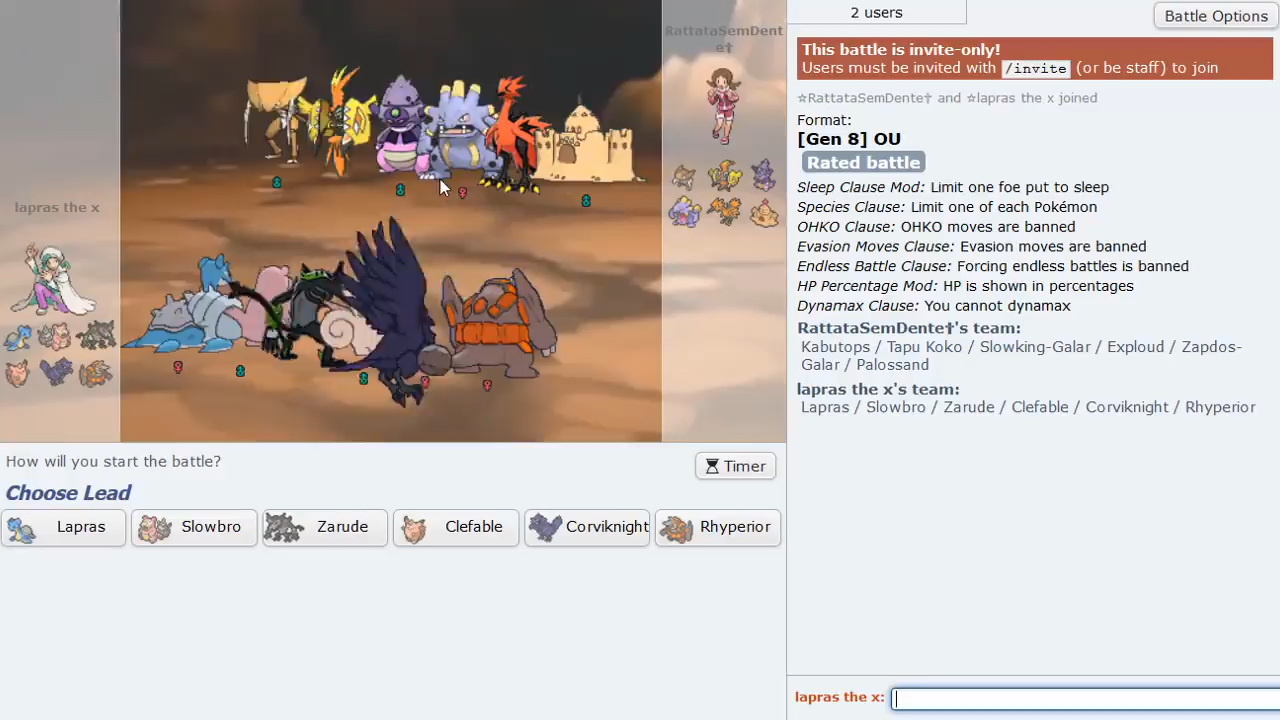 RattataSemDent
e†
lapras the x
How will you start the battle?
Timer
Choose Lead
Lapras
Slowbro
Zarude
Clefable
Corviknight
Rhyperior
2 users
Battle Options
This battle is invite-only!
Users must be invited with /invite (or be staff) to join
☆RattataSemDente† and ☆lapras the x joined
Format:
[Gen 8] OU
Rated battle
Sleep Clause Mod: Limit one foe put to sleep
Species Clause: Limit one of each Pokémon
OHKO Clause: OHKO moves are banned
Evasion Moves Clause: Evasion moves are banned
Endless Battle Clause: Forcing endless battles is banned
HP Percentage Mod: HP is shown in percentages
Dynamax Clause: You cannot dynamax
RattataSemDente†'s team:
Kabutops / Tapu Koko / Slowking-Galar / Exploud / Zapdos-
Galar / Palossand
lapras the x's team:
Lapras / Slowbro / Zarude / Clefable / Corviknight / Rhyperior
lapras the x: